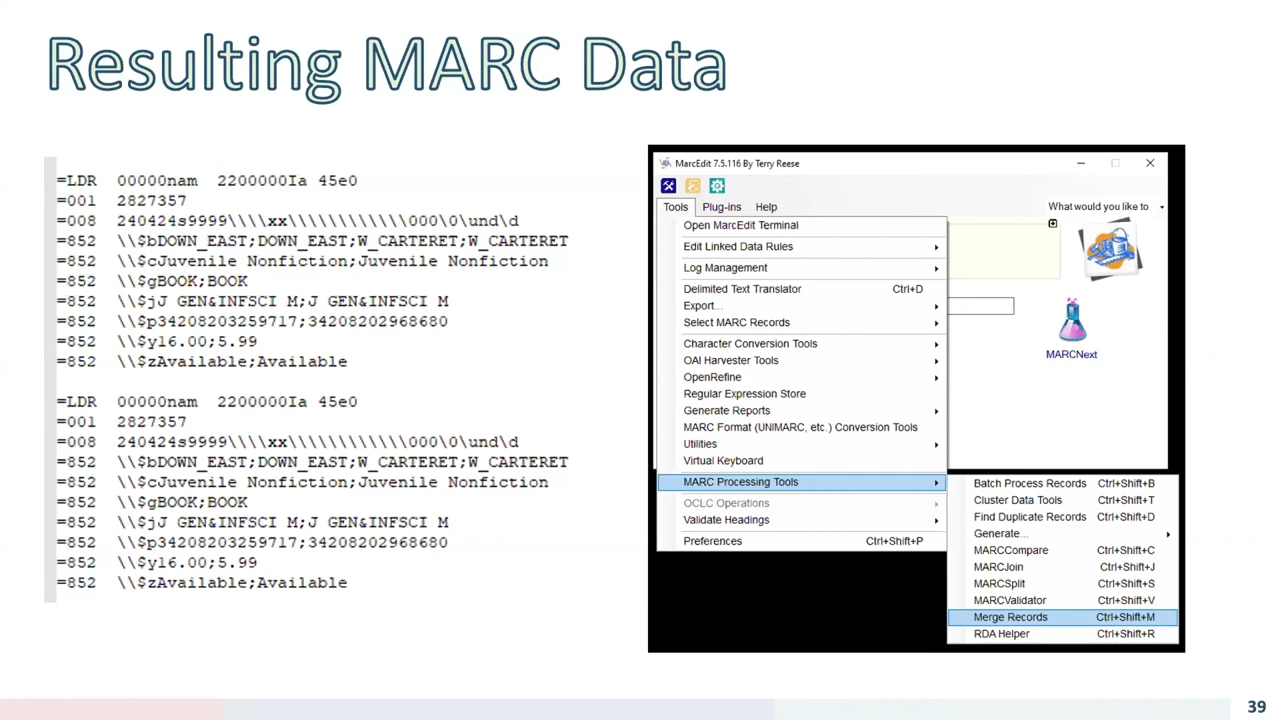 Resulting MARC Data
=LDR  00000nam  2200000Ia 45e0
=001  2827357
=008  240424s9999\\\\xx\\\\\\\\\\\\000\0\und\d
=852  \\$bDOWN_EAST;DOWN_EAST;W_CARTERET;W_CARTERET
=852  \\$cJuvenile Nonfiction;Juvenile Nonfiction
=852  \\$gBOOK;BOOK
=852  \\$jJ GEN&INFSCI M;J GEN&INFSCI M
=852  \\$p34208203259717;34208202968680
=852  \\$y16.00;5.99
=852  \\$zAvailable;Available
=LDR  00000nam  2200000Ia 45e0
=001  2827357
=008  240424s9999\\\\xx\\\\\\\\\\\\000\0\und\d
=852  \\$bDOWN_EAST;DOWN_EAST;W_CARTERET;W_CARTERET
=852  \\$cJuvenile Nonfiction;Juvenile Nonfiction
=852  \\$gBOOK;BOOK
=852  \\$jJ GEN&INFSCI M;J GEN&INFSCI M
=852  \\$p34208203259717;34208202968680
=852  \\$y16.00;5.99
=852  \\$zAvailable;Available
MarcEdit 7.5.116 By Terry Reese
Tools Plug-ins Help What would you like to
Open MarcEdit Terminal
Edit Linked Data Rules
Log Management
Delimited Text Translator Ctrl+D
Export...
Select MARC Records
Character Conversion Tools
OAI Harvester Tools
OpenRefine
Regular Expression Store
Generate Reports
MARC Format (UNIMARC, etc.) Conversion Tools
Utilities
Virtual Keyboard
MARC Processing Tools
OCLC Operations
Validate Headings
Preferences Ctrl+Shift+P
MARCNext
Batch Process Records Ctrl+Shift+B
Cluster Data Tools Ctrl+Shift+T
Find Duplicate Records Ctrl+Shift+D
Generate...
MARCCompare Ctrl+Shift+C
MARCJoin Ctrl+Shift+J
MARCSplit Ctrl+Shift+S
MARCValidator Ctrl+Shift+V
Merge Records Ctrl+Shift+M
RDA Helper Ctrl+Shift+R
39